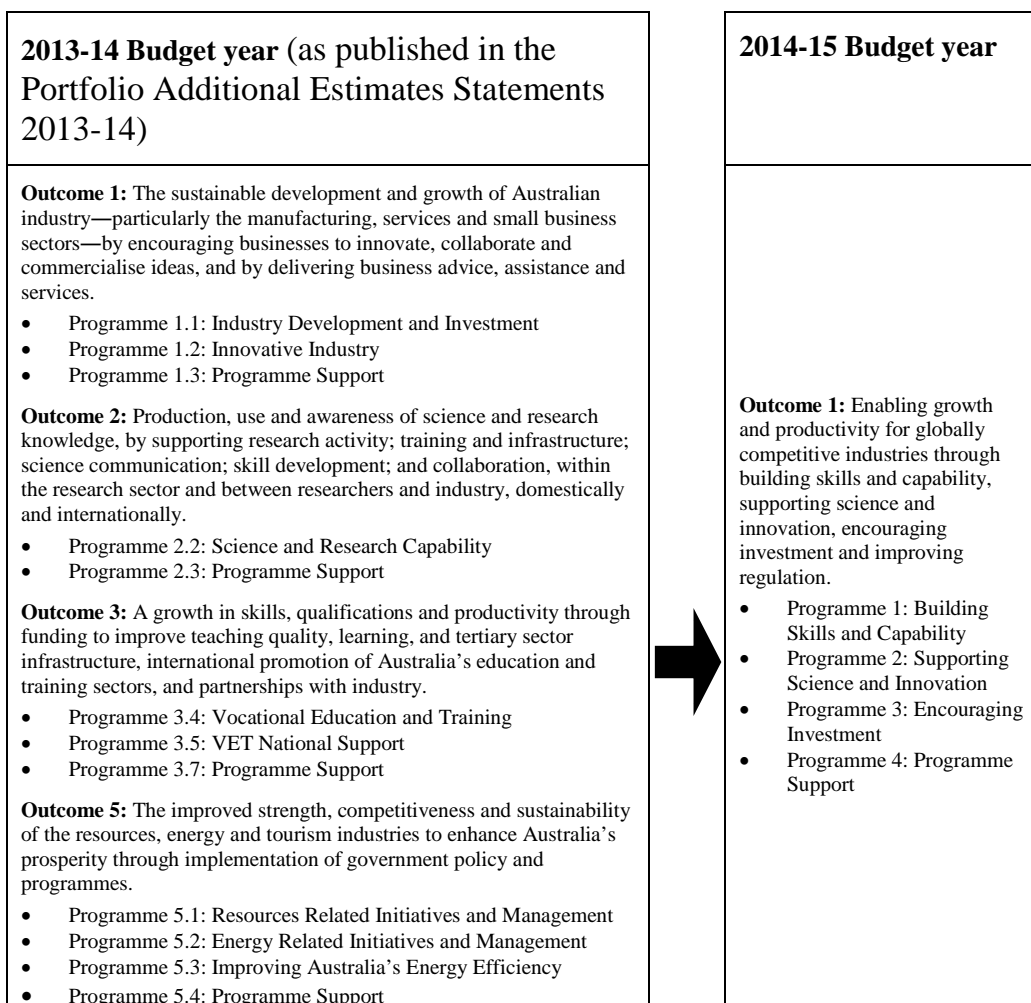 2013-14 Budget year (as published in the
Portfolio Additional Estimates Statements
2013-14)
Outcome 1: The sustainable development and growth of Australian
industry―particularly the manufacturing, services and small business
sectors―by encouraging businesses to innovate, collaborate and
commercialise ideas, and by delivering business advice, assistance and
services.
• Programme 1.1: Industry Development and Investment
• Programme 1.2: Innovative Industry
• Programme 1.3: Programme Support
Outcome 2: Production, use and awareness of science and research
knowledge, by supporting research activity; training and infrastructure;
science communication; skill development; and collaboration, within
the research sector and between researchers and industry, domestically
and internationally.
• Programme 2.2: Science and Research Capability
• Programme 2.3: Programme Support
Outcome 3: A growth in skills, qualifications and productivity through
funding to improve teaching quality, learning, and tertiary sector
infrastructure, international promotion of Australia’s education and
training sectors, and partnerships with industry.
• Programme 3.4: Vocational Education and Training
• Programme 3.5: VET National Support
• Programme 3.7: Programme Support
Outcome 5: The improved strength, competitiveness and sustainability
of the resources, energy and tourism industries to enhance Australia’s
prosperity through implementation of government policy and
programmes.
• Programme 5.1: Resources Related Initiatives and Management
• Programme 5.2: Energy Related Initiatives and Management
• Programme 5.3: Improving Australia’s Energy Efficiency
• Programme 5.4: Programme Support
2014-15 Budget year
Outcome 1: Enabling growth
and productivity for globally
competitive industries through
building skills and capability,
supporting science and
innovation, encouraging
investment and improving
regulation.
• Programme 1: Building
Skills and Capability
• Programme 2: Supporting
Science and Innovation
• Programme 3: Encouraging
Investment
• Programme 4: Programme
Support